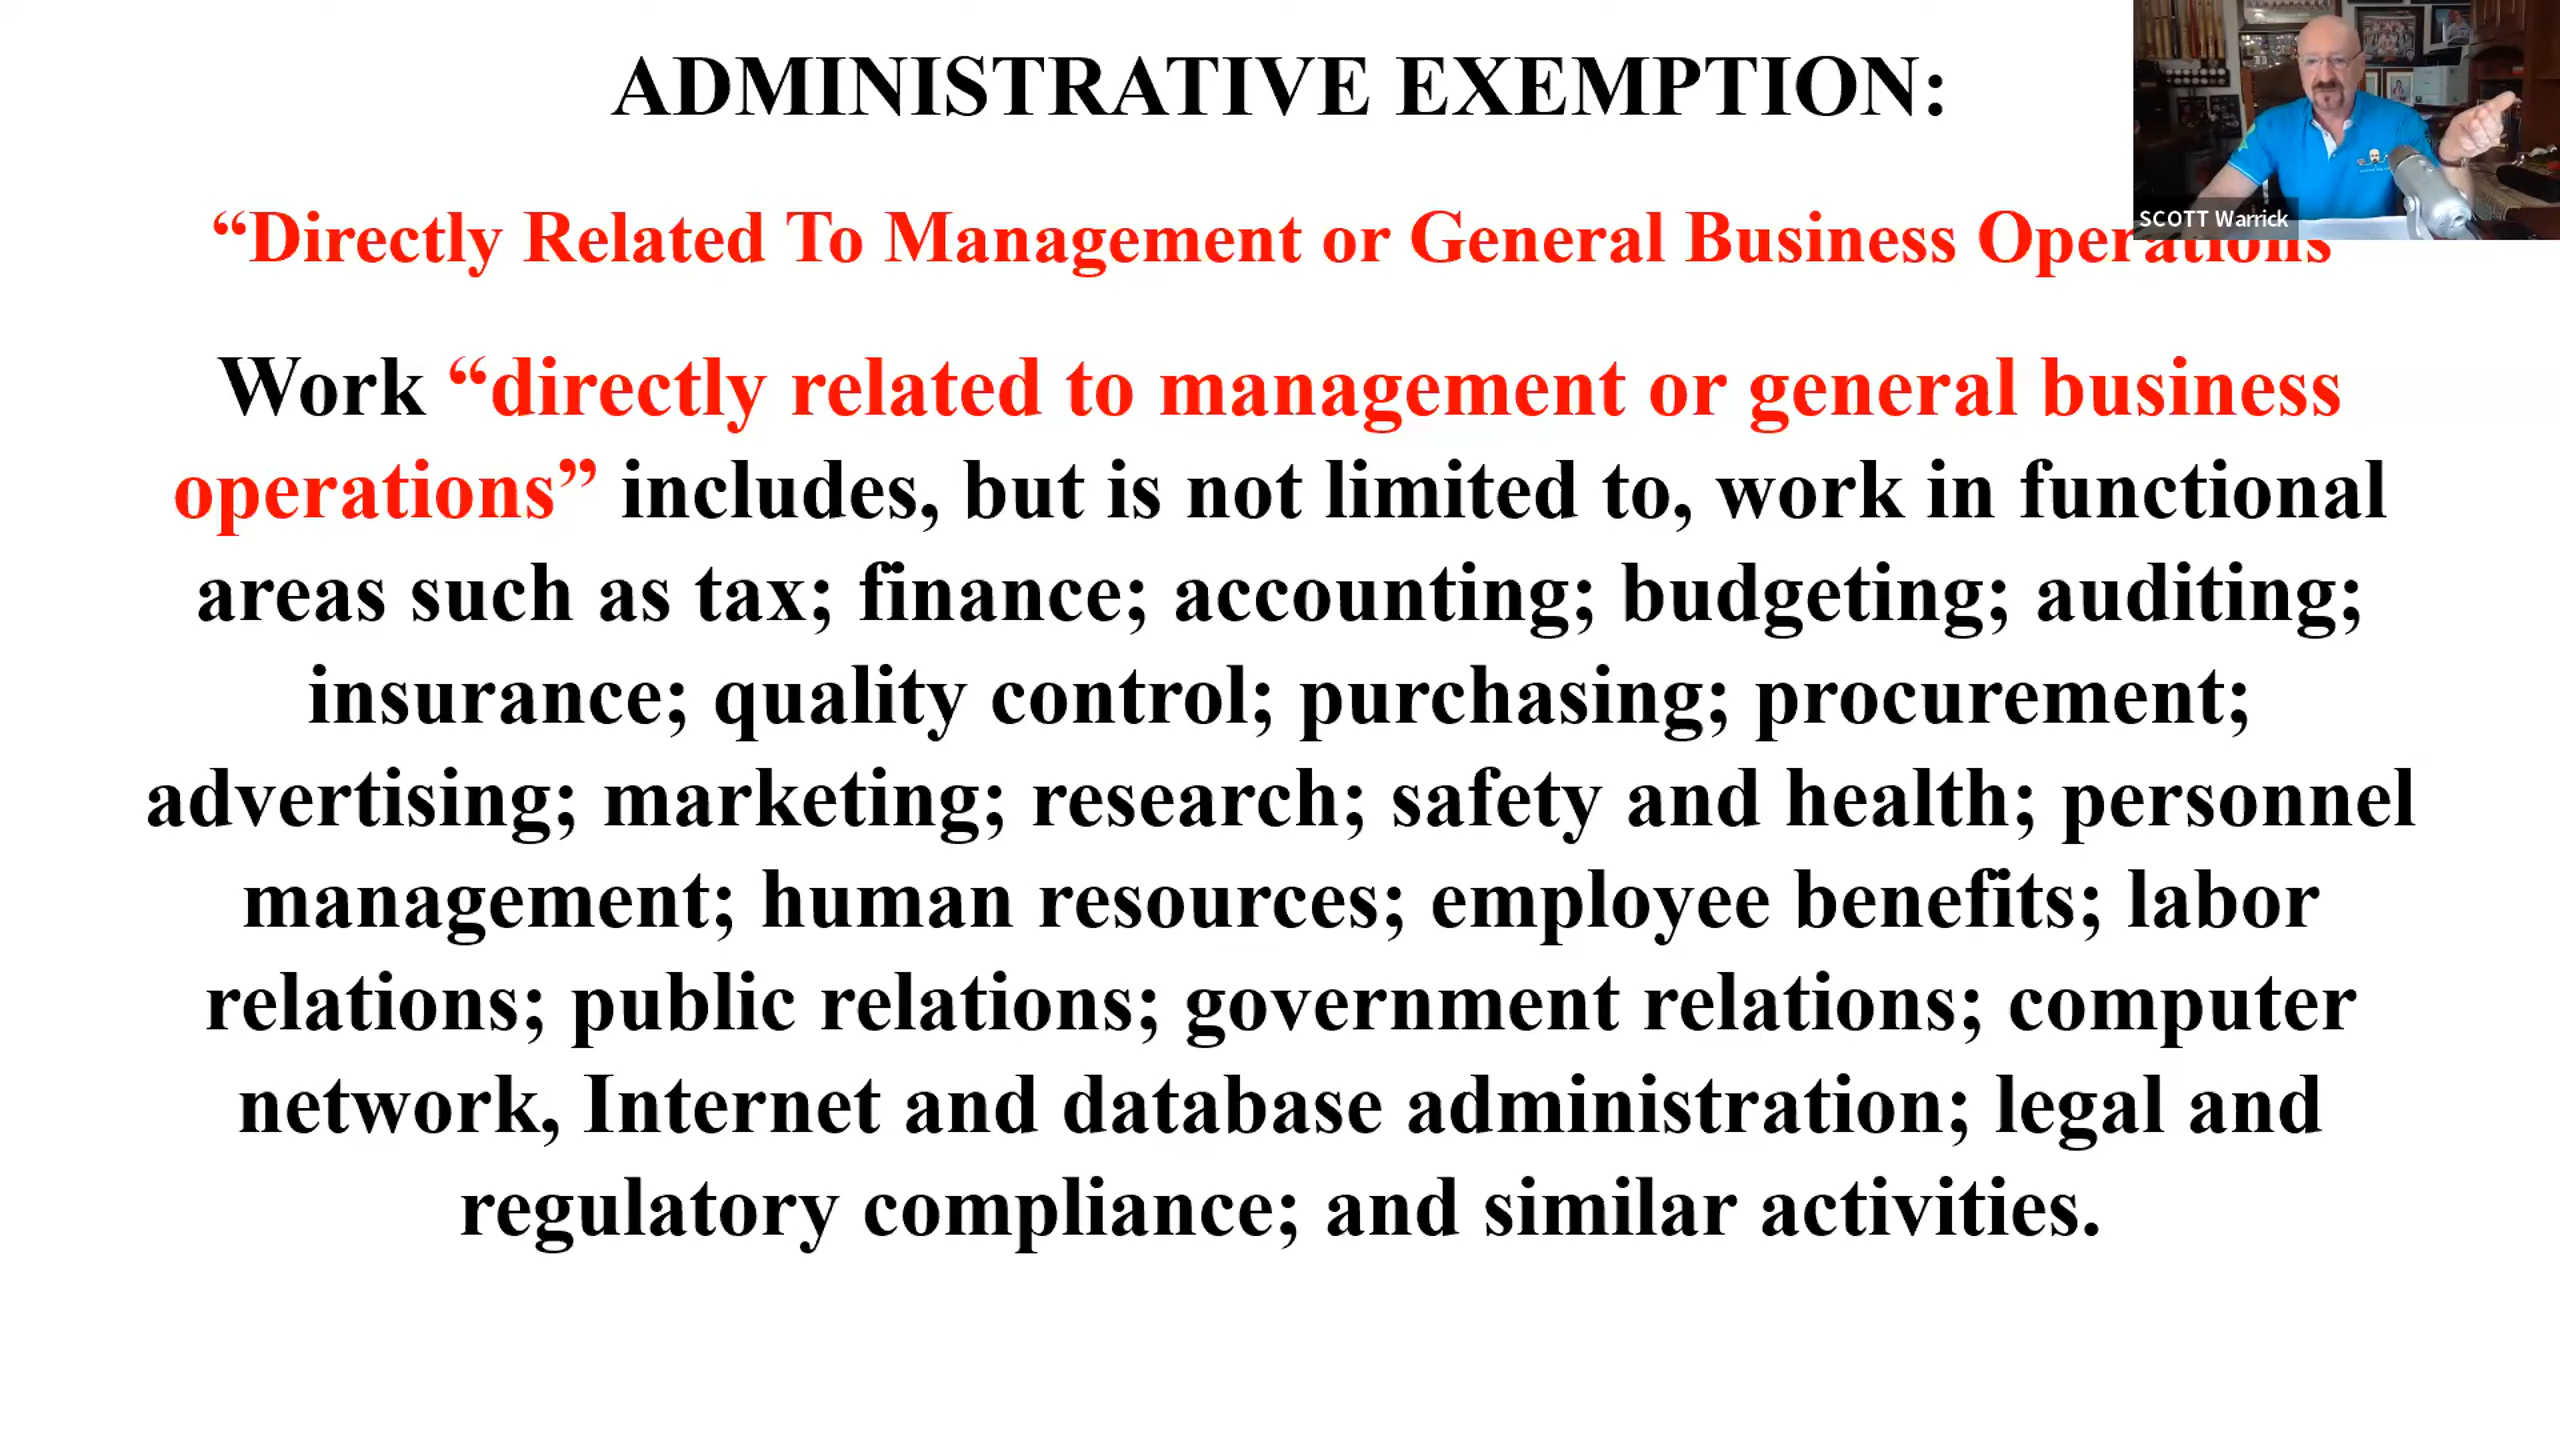 ADMINISTRATIVE EXEMPTION:
“Directly Related To Management or General Business Operations
SCOTT Warrick
Work “directly related to management or general business
operations” includes, but is not limited to, work in functional
areas such as tax; finance; accounting; budgeting; auditing;
insurance; quality control; purchasing; procurement;
advertising; marketing; research; safety and health; personnel
management; human resources; employee benefits; labor
relations; public relations; government relations; computer
network, Internet and database administration; legal and
regulatory compliance; and similar activities.